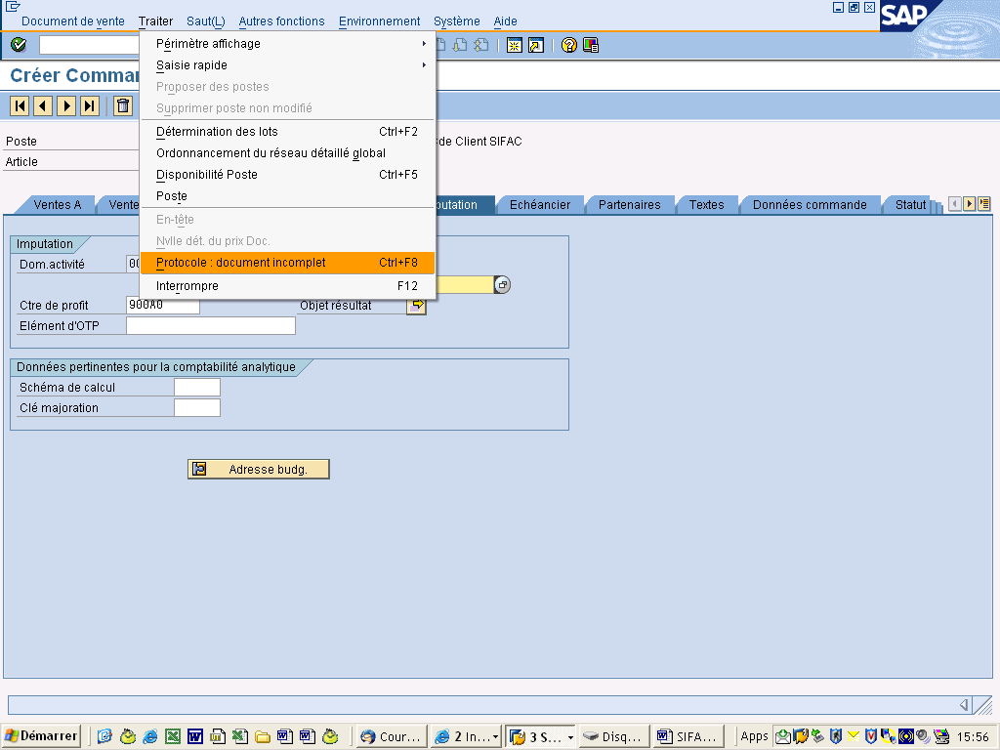 Document de vente Traiter Saut(L) Autres fonctions Environnement Système Aide
SAP
Périmètre affichage
Saisie rapide
Créer Comma
Proposer des postes
Supprimer poste non modifié
Détermination des lots Ctrl+F2
Poste de Client SIFAC
Ordonnancement du réseau détaillé global
Article
Disponibilité Poste Ctrl+F5
Poste
Ventes A Vente putation Echéancier Partenaires Textes Données commande Statut
En-tête
Nvlle dét. du prix Doc.
Imputation
Protocole : document incomplet Ctrl+F8
Dom.activité 00
Interrompre F12
Ctre de profit 900A0 Objet résultat
Elément d'OTP
Données pertinentes pour la comptabilité analytique
Schéma de calcul
Clé majoration
Adresse budg.
Démarrer Cour... 2 In... 3 S... Disq... SIFA... Apps 15:56